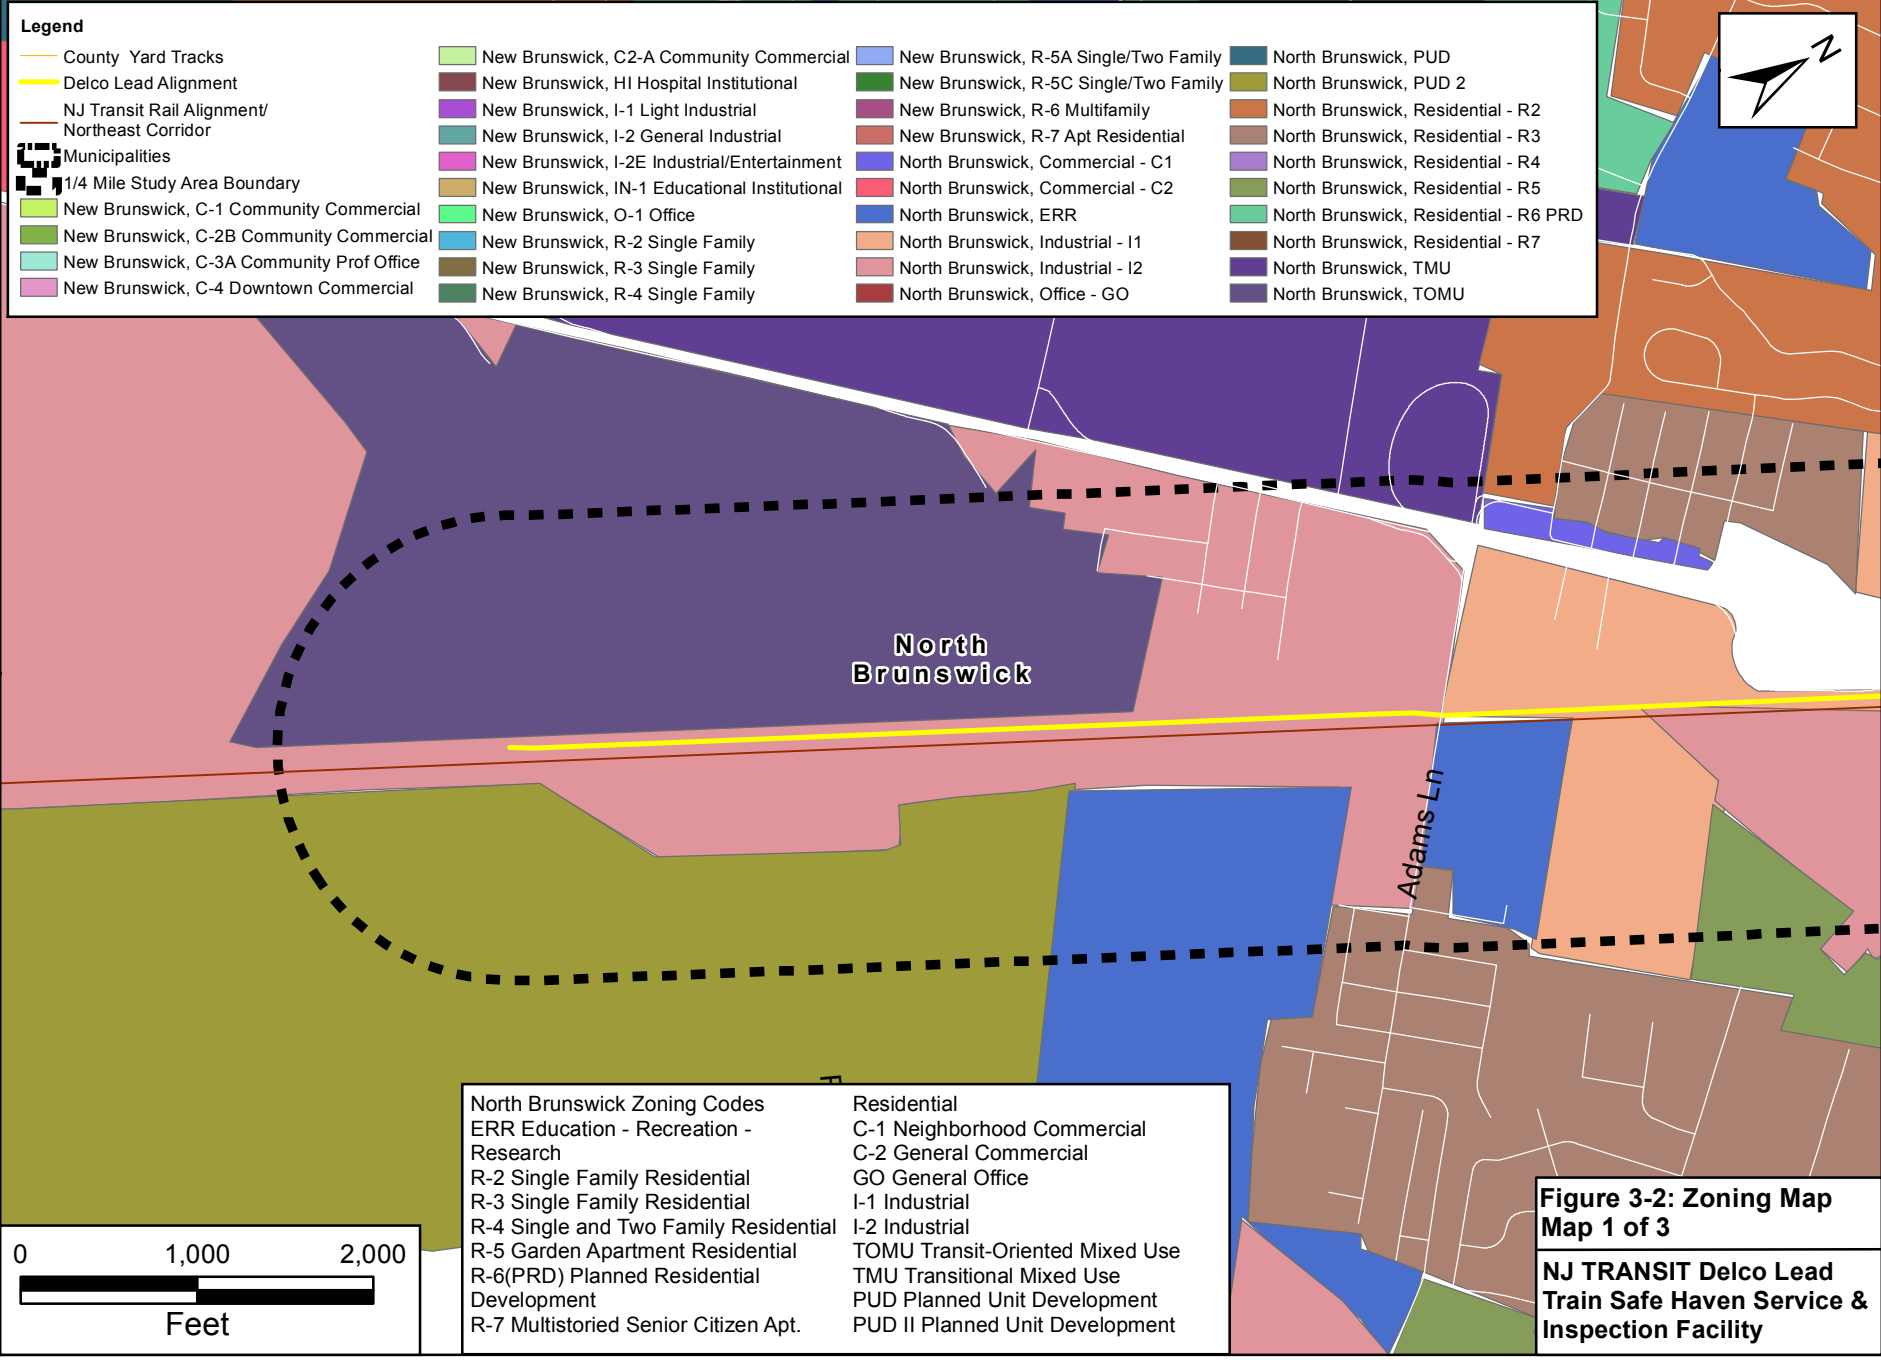 Legend
County Yard Tracks
Delco Lead Alignment
NJ Transit Rail Alignment/
Northeast Corridor
Municipalities
1/4 Mile Study Area Boundary
New Brunswick, C-1 Community Commercial
New Brunswick, C-2B Community Commercial
New Brunswick, C-3A Community Prof Office
New Brunswick, C-4 Downtown Commercial
New Brunswick, C2-A Community Commercial
New Brunswick, HI Hospital Institutional
New Brunswick, I-1 Light Industrial
New Brunswick, I-2 General Industrial
New Brunswick, I-2E Industrial/Entertainment
New Brunswick, IN-1 Educational Institutional
New Brunswick, O-1 Office
New Brunswick, R-2 Single Family
New Brunswick, R-3 Single Family
New Brunswick, R-4 Single Family
New Brunswick, R-5A Single/Two Family
New Brunswick, R-5C Single/Two Family
New Brunswick, R-6 Multifamily
New Brunswick, R-7 Apt Residential
North Brunswick, Commercial - C1
North Brunswick, Commercial - C2
North Brunswick, ERR
North Brunswick, Industrial - I1
North Brunswick, Industrial - I2
North Brunswick, Office - GO
North Brunswick, PUD
North Brunswick, PUD 2
North Brunswick, Residential - R2
North Brunswick, Residential - R3
North Brunswick, Residential - R4
North Brunswick, Residential - R5
North Brunswick, Residential - R6 PRD
North Brunswick, Residential - R7
North Brunswick, TMU
North Brunswick, TOMU
N
North
Brunswick
Adams Ln
North Brunswick Zoning Codes
ERR Education - Recreation -
Research
R-2 Single Family Residential
R-3 Single Family Residential
R-4 Single and Two Family Residential
R-5 Garden Apartment Residential
R-6(PRD) Planned Residential
Development
R-7 Multistoried Senior Citizen Apt.
Residential
C-1 Neighborhood Commercial
C-2 General Commercial
GO General Office
I-1 Industrial
I-2 Industrial
TOMU Transit-Oriented Mixed Use
TMU Transitional Mixed Use
PUD Planned Unit Development
PUD II Planned Unit Development
0 1,000 2,000
Feet
Figure 3-2: Zoning Map
Map 1 of 3
NJ TRANSIT Delco Lead
Train Safe Haven Service &
Inspection Facility